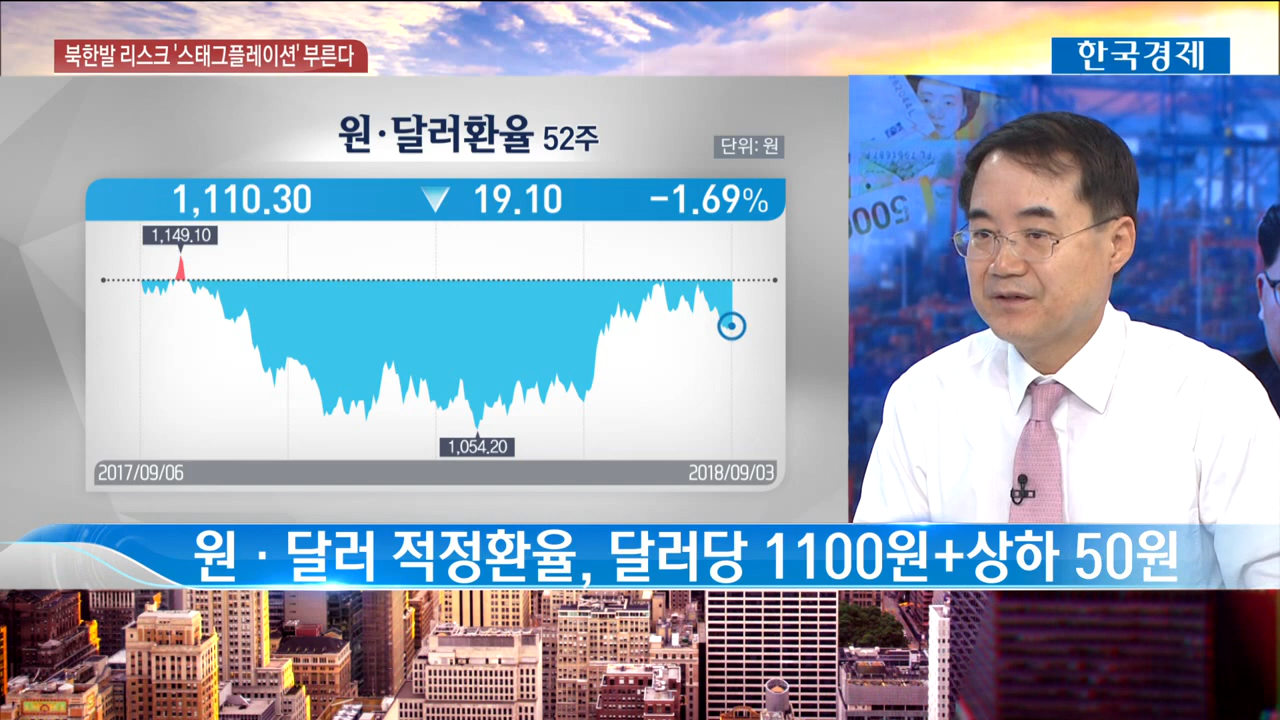 북한발 리스크 '스태그플레이션' 부른다
한국경제
원·달러환율 52주
단위: 원
1,110.30 ▼ 19.10 -1.69%
1,149.10
1,054.20
2017/09/06
2018/09/03
원·달러 적정환율, 달러당 1100원+상하 50원